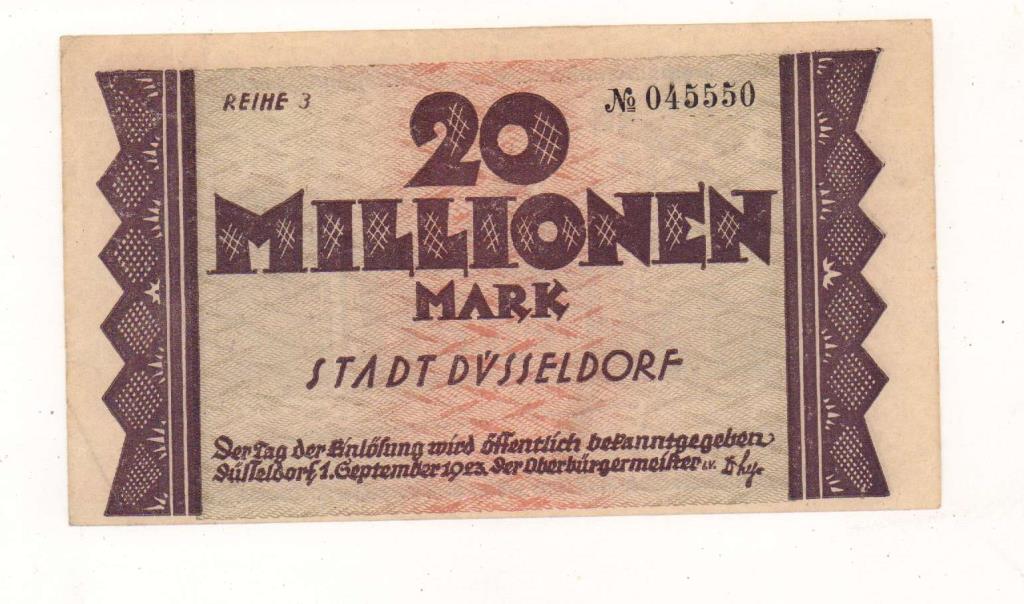 REIHE 3
№ 045550
20
MILLIONEN
MARK
STADT DÜSSELDORF
Der Tag der Einlösung wird öffentlich bekanntgegeben
Düsseldorf, 1. September 1923. Der Oberbürgermeister i.V.